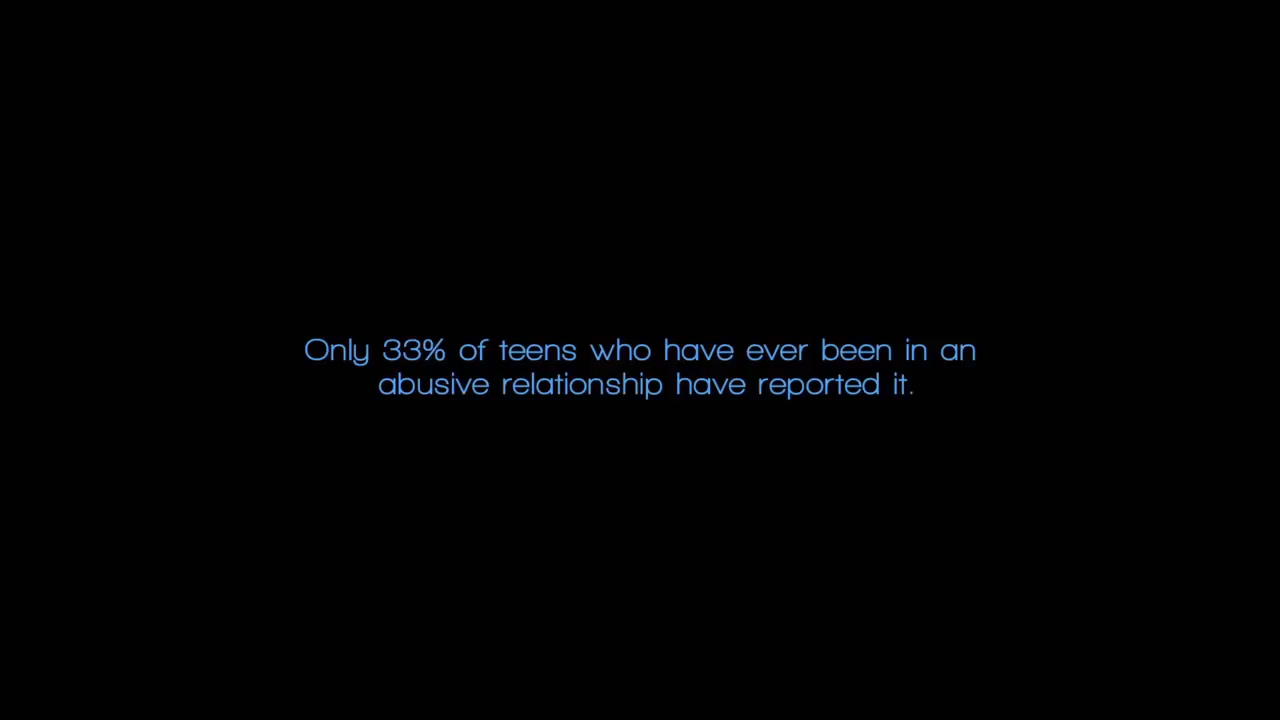 Only 33% of teens who have ever been in an
abusive relationship have reported it.